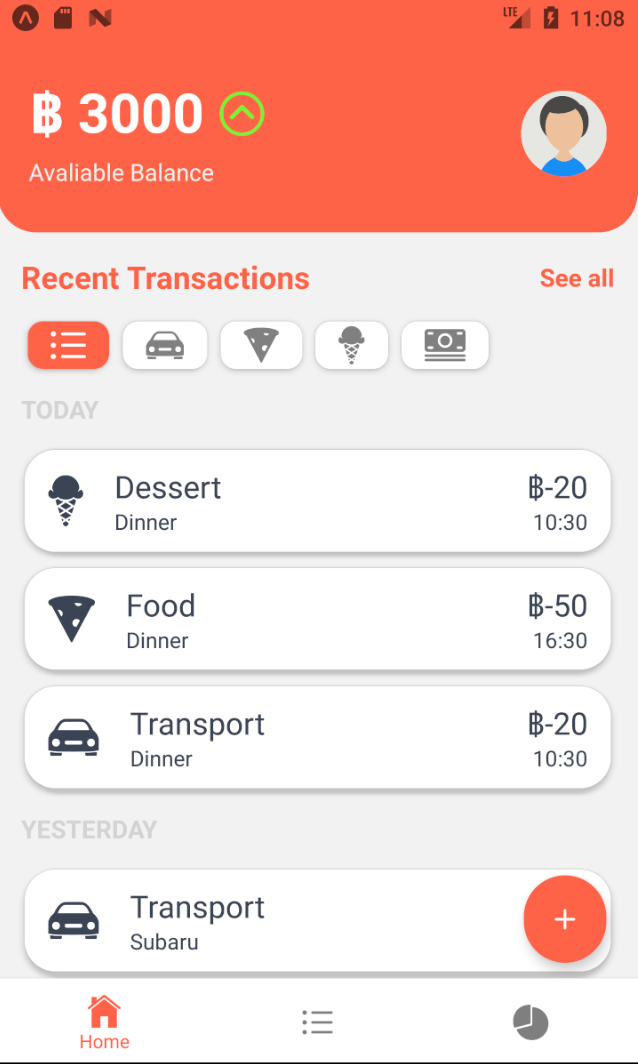 LTE 11:08
฿ 3000
Avaliable Balance
Recent Transactions See all
TODAY
Dessert ฿-20
Dinner 10:30
Food ฿-50
Dinner 16:30
Transport ฿-20
Dinner 10:30
YESTERDAY
Transport
Subaru
+
Home